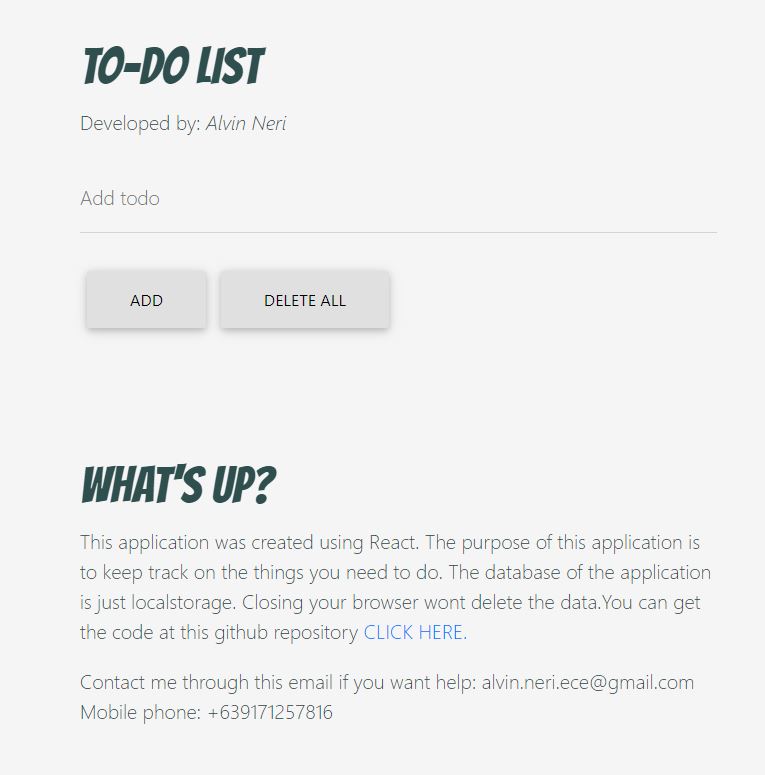 TO-DO LIST
Developed by: Alvin Neri
Add todo
ADD DELETE ALL
WHAT'S UP?
This application was created using React. The purpose of this application is
to keep track on the things you need to do. The database of the application
is just localstorage. Closing your browser wont delete the data.You can get
the code at this github repository CLICK HERE.
Contact me through this email if you want help: alvin.neri.ece@gmail.com
Mobile phone: +639171257816